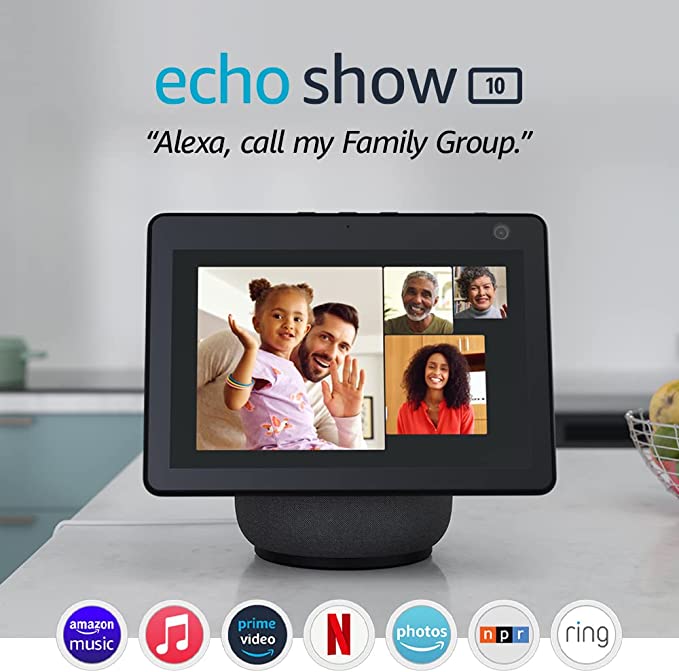 echo show 10
“Alexa, call my Family Group.”
amazon music
prime video
N
photos
npr
ring